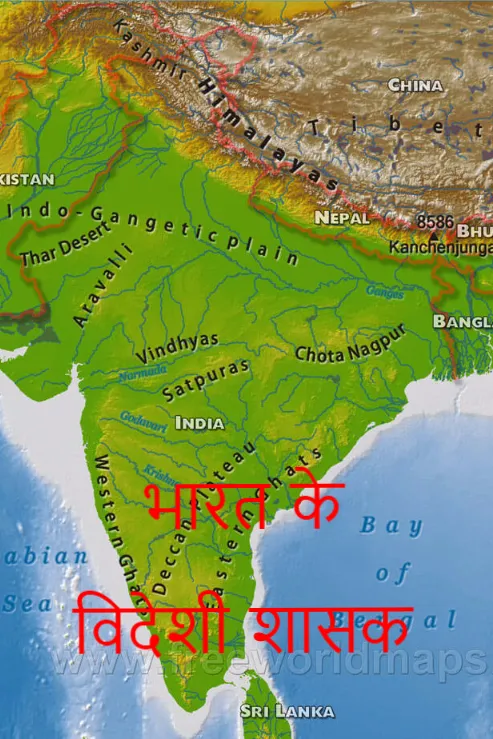 Kashmir
Himalayas
CHINA
Tibet
KISTAN
Indo-Gangetic plain
NEPAL
8586
BHU
Kanchenjunga
Thar Desert
Aravalli
Ganges
BANGLA
Vindhyas
Chota Nagpur
Narmada
Satpuras
Godavari
INDIA
Krishna
Western Ghats
Deccan Plateau
Eastern Ghats
भारत के
Bay
of
Bengal
abian
Sea
विदेशी शासक
www.freeworldmaps
SRI LANKA